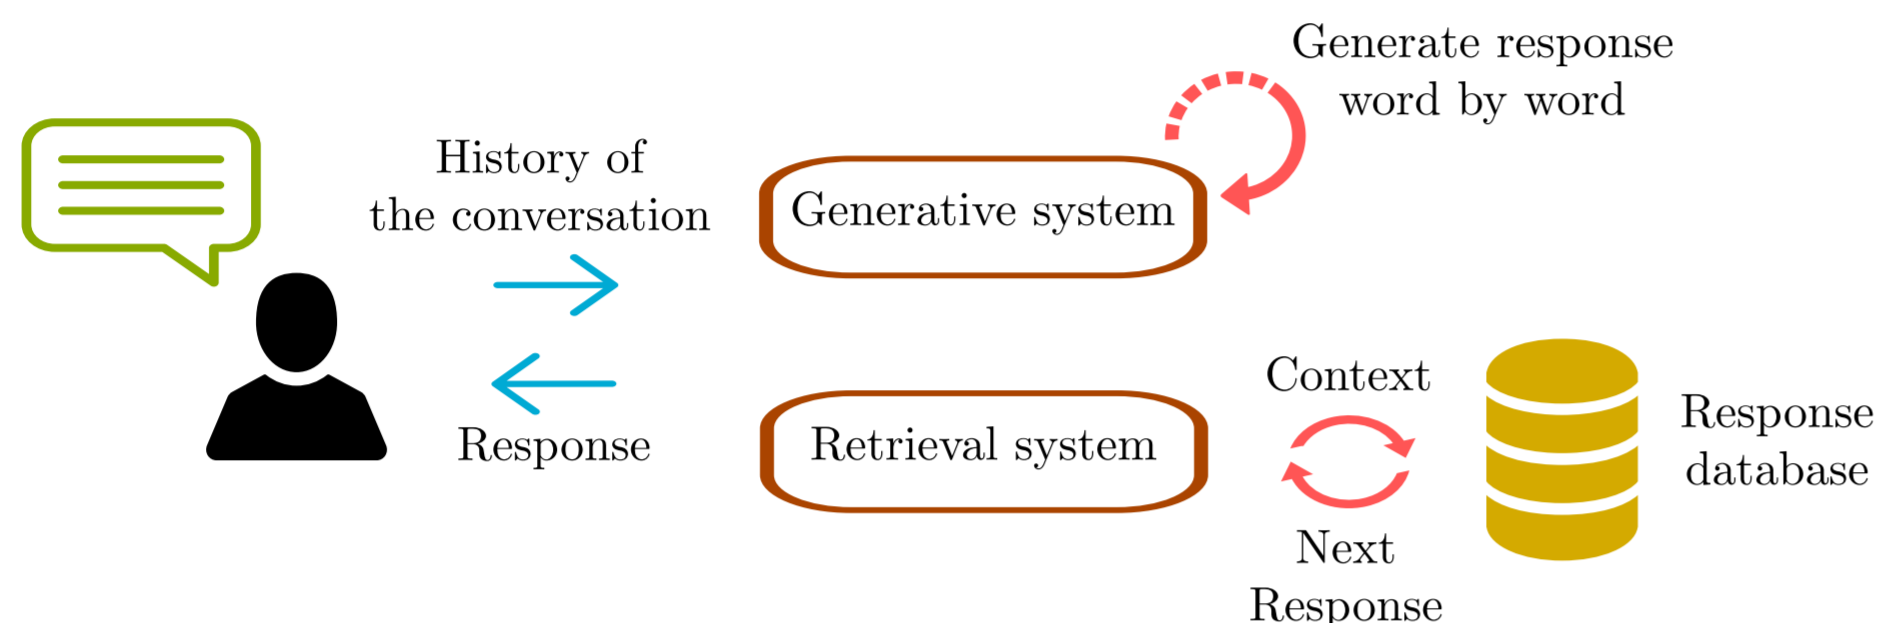 Generate response
word by word
History of
the conversation
Generative system
Response
Retrieval system
Context
Next
Response
Response
database